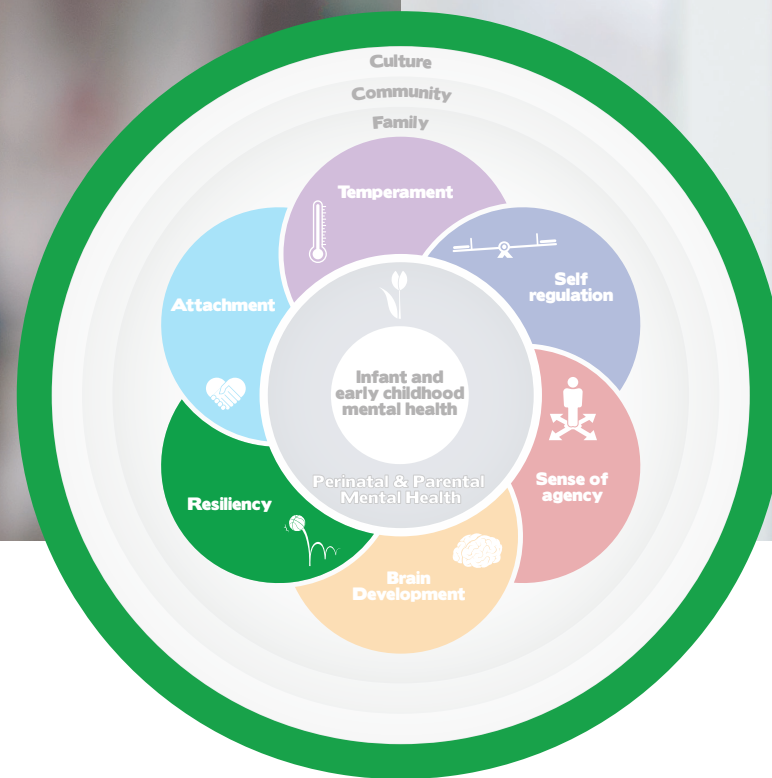 Culture
Community
Family
Temperament
Self
regulation
Attachment
Infant and
early childhood
mental health
Sense of
agency
Perinatal & Parental
Mental Health
Resiliency
Brain
Development